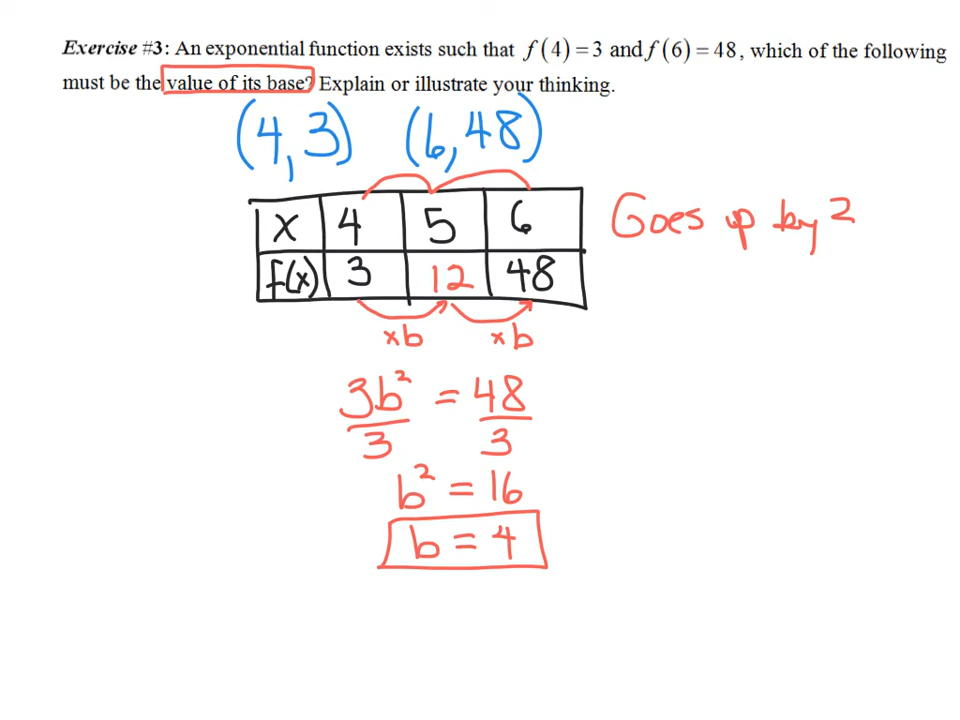 Exercise #3: An exponential function exists such that f(4)=3 and f(6)=48, which of the following
must be the value of its base? Explain or illustrate your thinking.
(4,3) (6,48)
x 4 5 6
Goes up by 2
f(x) 3 12 48
×b ×b
3b² = 48
3 3
b² = 16
b = 4